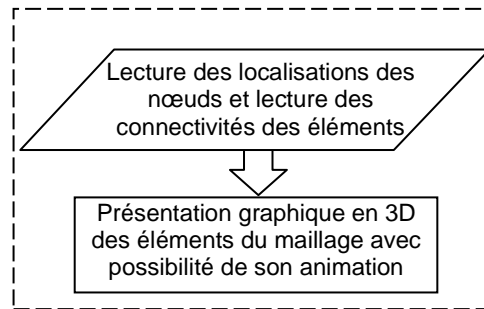 Lecture des localisations des
nœuds et lecture des
connectivités des éléments
Présentation graphique en 3D
des éléments du maillage avec
possibilité de son animation